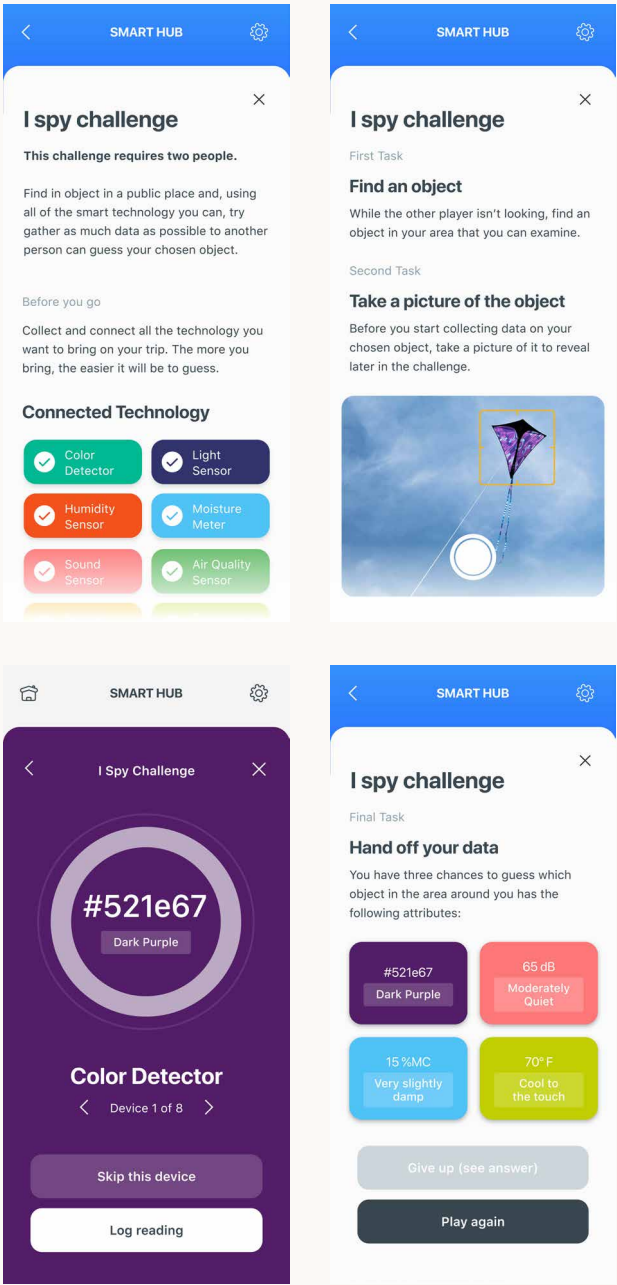 SMART HUB
I spy challenge
This challenge requires two people.
Find in object in a public place and, using
all of the smart technology you can, try
gather as much data as possible to another
person can guess your chosen object.
Before you go
Collect and connect all the technology you
want to bring on your trip. The more you
bring, the easier it will be to guess.
Connected Technology
Color
Detector
Light
Sensor
Humidity
Sensor
Moisture
Meter
Sound
Sensor
Air Quality
Sensor
SMART HUB
I spy challenge
First Task
Find an object
While the other player isn't looking, find an
object in your area that you can examine.
Second Task
Take a picture of the object
Before you start collecting data on your
chosen object, take a picture of it to reveal
later in the challenge.
SMART HUB
I Spy Challenge
#521e67
Dark Purple
Color Detector
Device 1 of 8
Skip this device
Log reading
SMART HUB
I spy challenge
Final Task
Hand off your data
You have three chances to guess which
object in the area around you has the
following attributes:
#521e67
Dark Purple
65 dB
Moderately
Quiet
15 %MC
Very slightly
damp
70° F
Cool to
the touch
Give up (see answer)
Play again